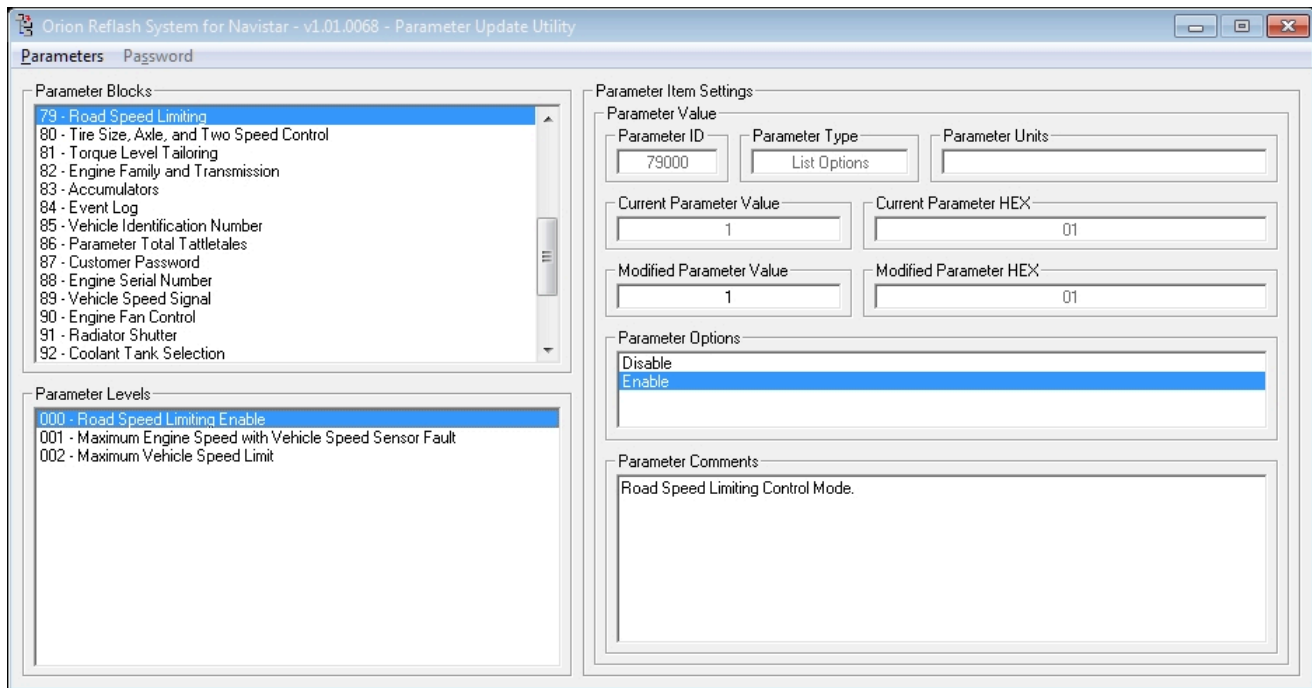 Orion Reflash System for Navistar - v1.01.0068 - Parameter Update Utility
Parameters Password
Parameter Blocks
79 - Road Speed Limiting
80 - Tire Size, Axle, and Two Speed Control
81 - Torque Level Tailoring
82 - Engine Family and Transmission
83 - Accumulators
84 - Event Log
85 - Vehicle Identification Number
86 - Parameter Total Tattletales
87 - Customer Password
88 - Engine Serial Number
89 - Vehicle Speed Signal
90 - Engine Fan Control
91 - Radiator Shutter
92 - Coolant Tank Selection
Parameter Levels
000 - Road Speed Limiting Enable
001 - Maximum Engine Speed with Vehicle Speed Sensor Fault
002 - Maximum Vehicle Speed Limit
Parameter Item Settings
Parameter Value
Parameter ID Parameter Type Parameter Units
79000 List Options
Current Parameter Value Current Parameter HEX
1 01
Modified Parameter Value Modified Parameter HEX
1 01
Parameter Options
Disable
Enable
Parameter Comments
Road Speed Limiting Control Mode.